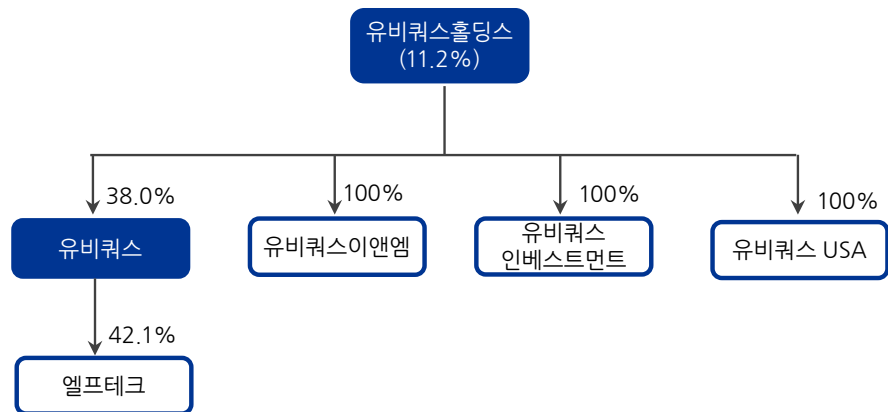 유비쿼스홀딩스
(11.2%)
38.0%
100%
100%
100%
유비쿼스
유비쿼스이앤엠
유비쿼스
인베스트먼트
유비쿼스 USA
42.1%
엘프테크